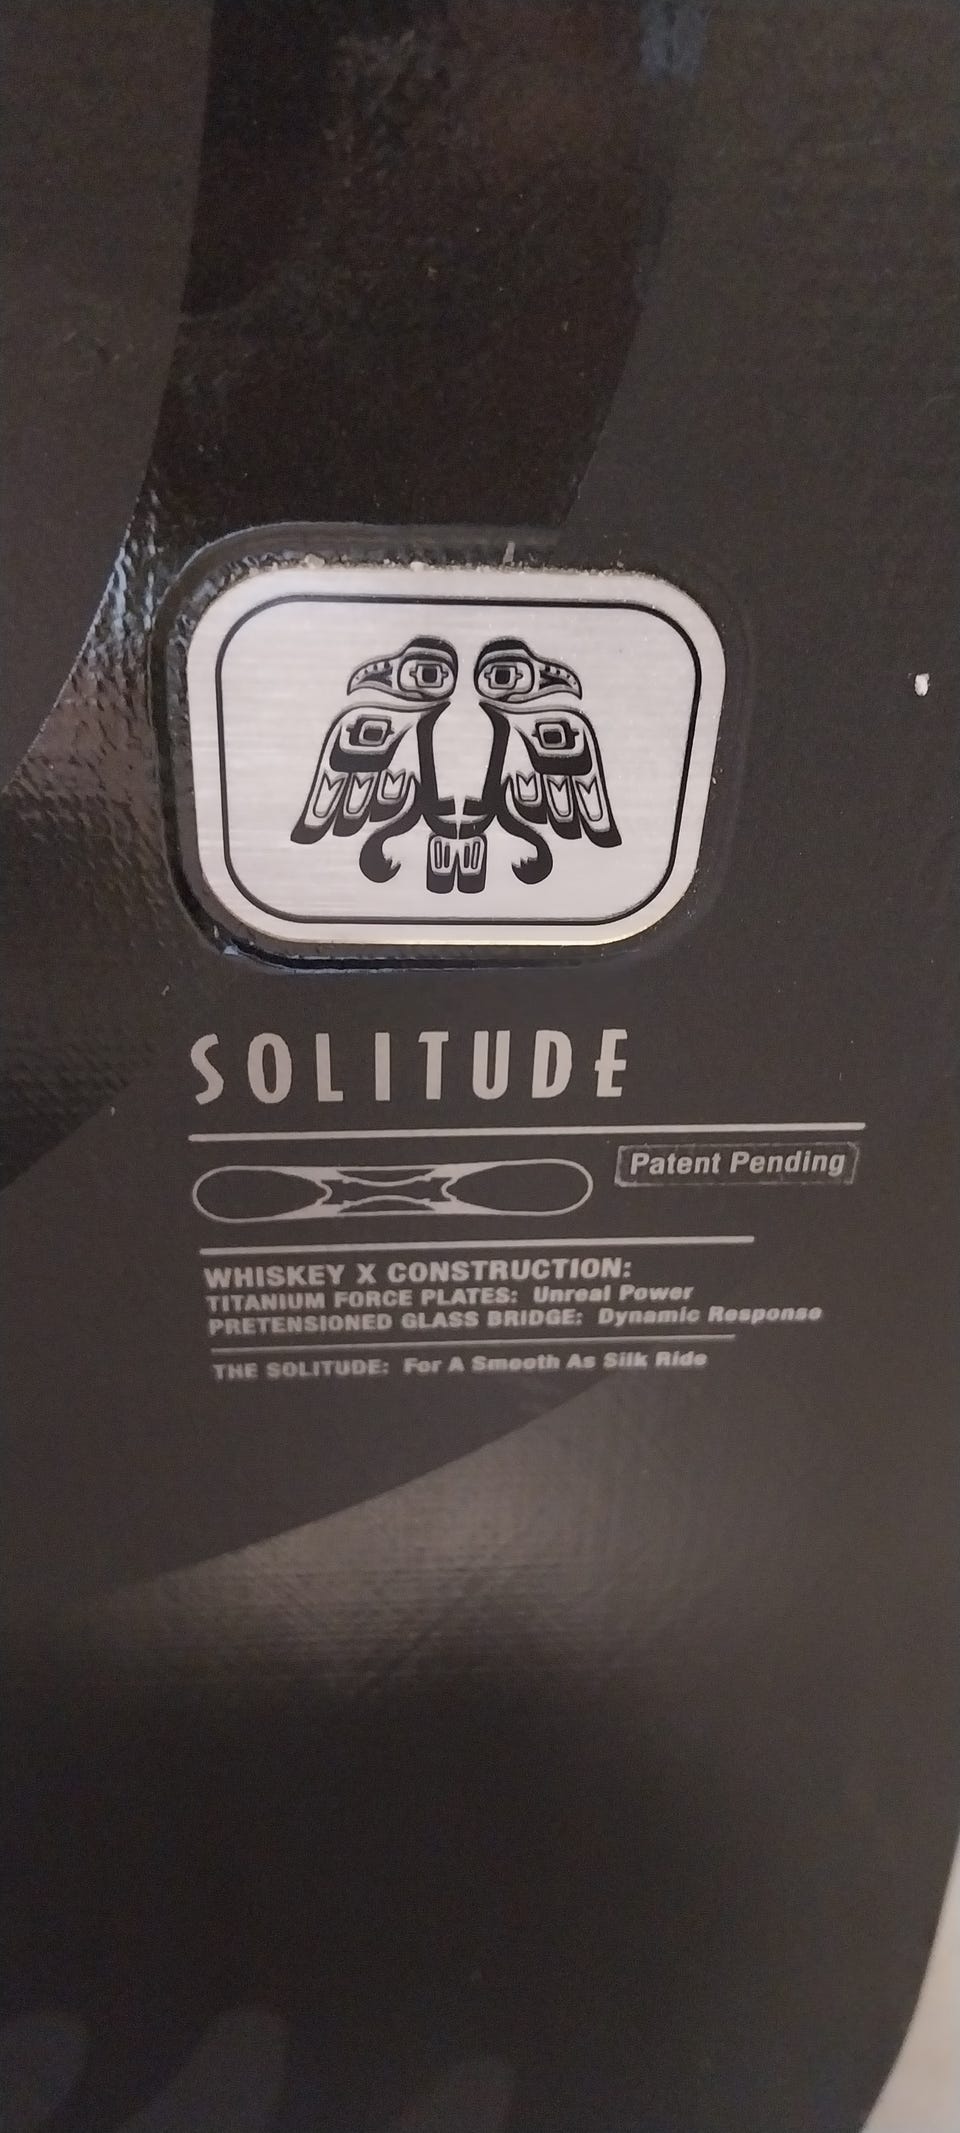 SOLITUDE
Patent Pending
WHISKEY X CONSTRUCTION:
TITANIUM FORCE PLATES: Unreal Power
PRETENSIONED GLASS BRIDGE: Dynamic Response
THE SOLITUDE: For A Smooth As Silk Ride